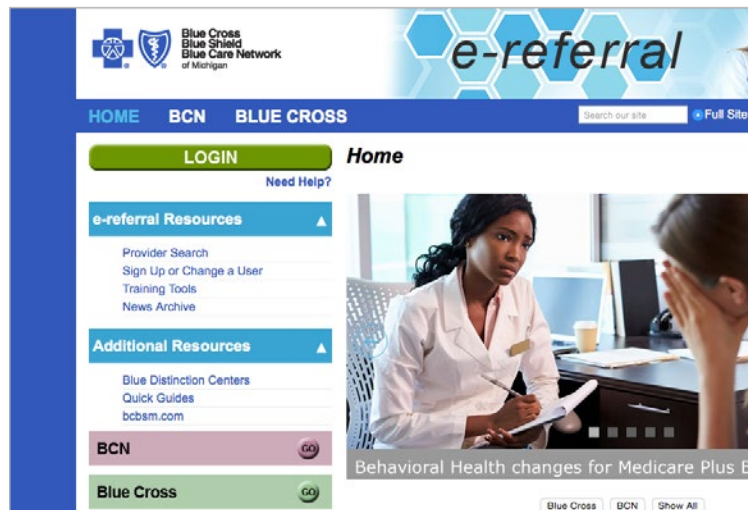 Blue Cross
Blue Shield
Blue Care Network
of Michigan
e-referral
HOME BCN BLUE CROSS
Search our site
Full Site
LOGIN
Need Help?
Home
e-referral Resources
Provider Search
Sign Up or Change a User
Training Tools
News Archive
Additional Resources
Blue Distinction Centers
Quick Guides
bcbsm.com
BCN GO
Blue Cross GO
Behavioral Health changes for Medicare Plus B
Blue Cross BCN Show All